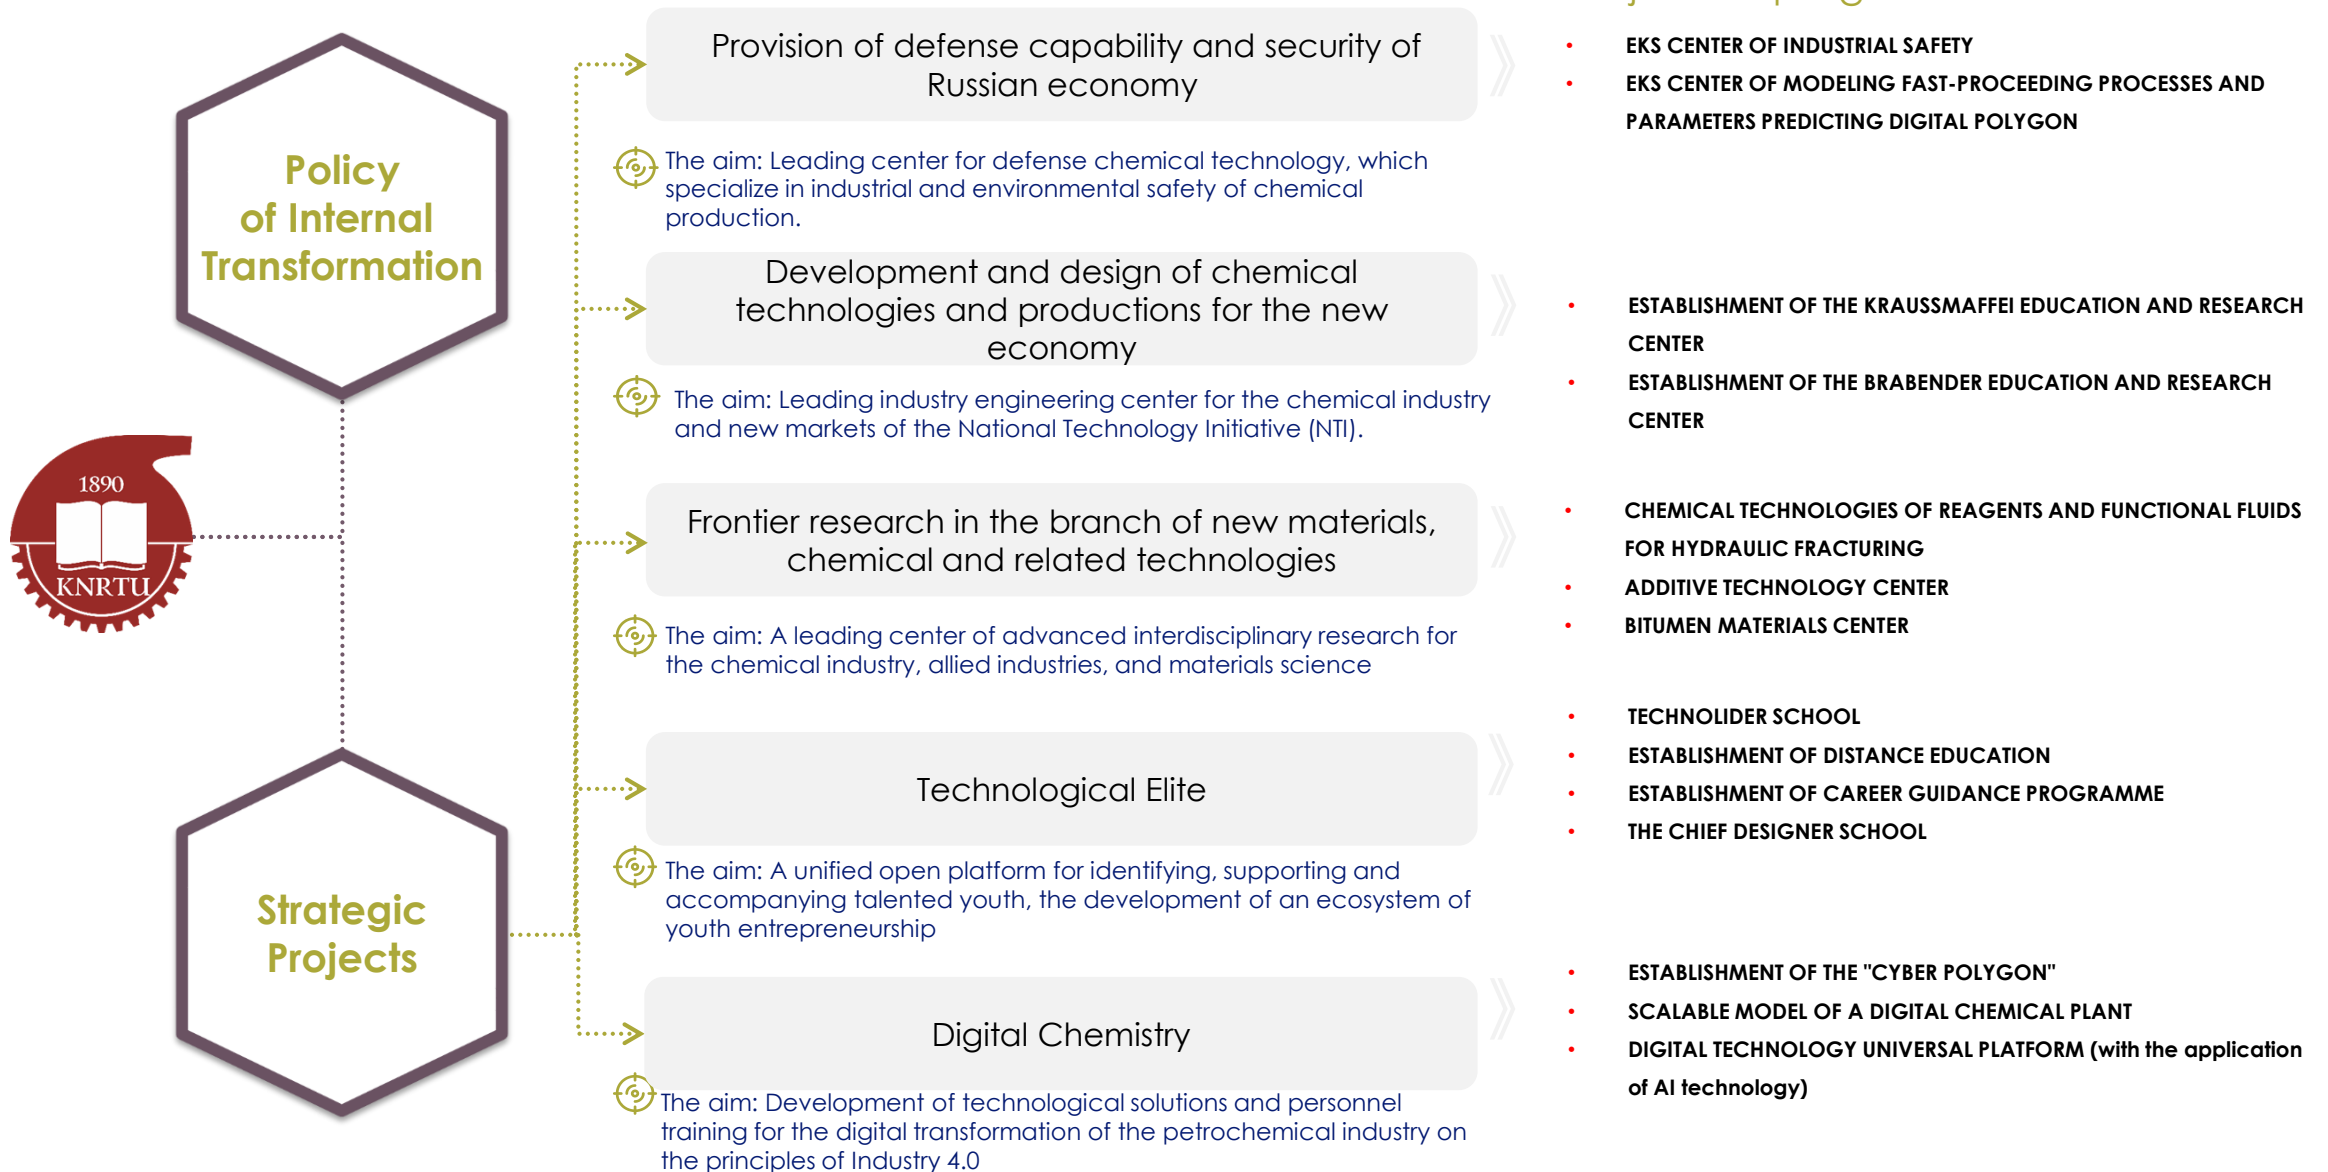 Policy
of Internal
Transformation
1890
KNRTU
Strategic
Projects
Provision of defense capability and security of
Russian economy
The aim: Leading center for defense chemical technology, which
specialize in industrial and environmental safety of chemical
production.
EKS CENTER OF INDUSTRIAL SAFETY
EKS CENTER OF MODELING FAST-PROCEEDING PROCESSES AND
PARAMETERS PREDICTING DIGITAL POLYGON
Development and design of chemical
technologies and productions for the new
economy
The aim: Leading industry engineering center for the chemical industry
and new markets of the National Technology Initiative (NTI).
ESTABLISHMENT OF THE KRAUSSMAFFEI EDUCATION AND RESEARCH
CENTER
ESTABLISHMENT OF THE BRABENDER EDUCATION AND RESEARCH
CENTER
Frontier research in the branch of new materials,
chemical and related technologies
The aim: A leading center of advanced interdisciplinary research for
the chemical industry, allied industries, and materials science
CHEMICAL TECHNOLOGIES OF REAGENTS AND FUNCTIONAL FLUIDS
FOR HYDRAULIC FRACTURING
ADDITIVE TECHNOLOGY CENTER
BITUMEN MATERIALS CENTER
Technological Elite
The aim: A unified open platform for identifying, supporting and
accompanying talented youth, the development of an ecosystem of
youth entrepreneurship
TECHNOLIDER SCHOOL
ESTABLISHMENT OF DISTANCE EDUCATION
ESTABLISHMENT OF CAREER GUIDANCE PROGRAMME
THE CHIEF DESIGNER SCHOOL
Digital Chemistry
The aim: Development of technological solutions and personnel
training for the digital transformation of the petrochemical industry on
the principles of Industry 4.0
ESTABLISHMENT OF THE "CYBER POLYGON"
SCALABLE MODEL OF A DIGITAL CHEMICAL PLANT
DIGITAL TECHNOLOGY UNIVERSAL PLATFORM (with the application
of AI technology)